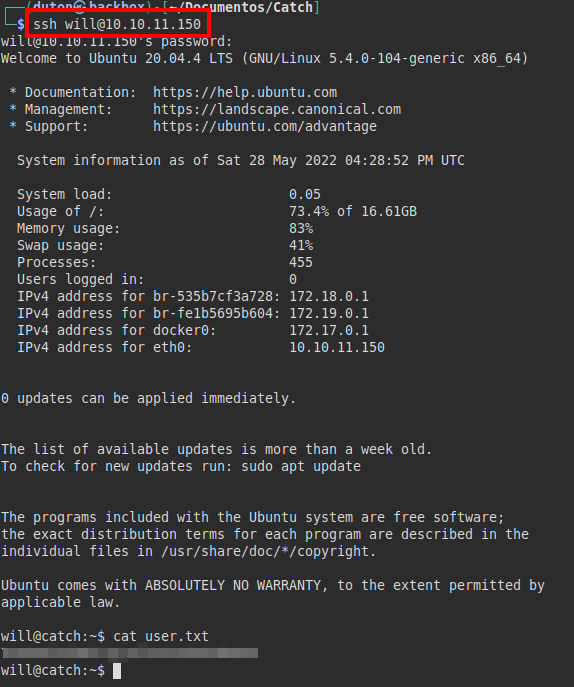 (duton㉿backbox)-[~/Documentos/Catch]
$ ssh will@10.10.11.150
will@10.10.11.150's password:
Welcome to Ubuntu 20.04.4 LTS (GNU/Linux 5.4.0-104-generic x86_64)
* Documentation: https://help.ubuntu.com
* Management: https://landscape.canonical.com
* Support: https://ubuntu.com/advantage
System information as of Sat 28 May 2022 04:28:52 PM UTC
System load: 0.05
Usage of /: 73.4% of 16.61GB
Memory usage: 83%
Swap usage: 41%
Processes: 455
Users logged in: 0
IPv4 address for br-535b7cf3a728: 172.18.0.1
IPv4 address for br-fe1b5695b604: 172.19.0.1
IPv4 address for docker0: 172.17.0.1
IPv4 address for eth0: 10.10.11.150
0 updates can be applied immediately.
The list of available updates is more than a week old.
To check for new updates run: sudo apt update
The programs included with the Ubuntu system are free software;
the exact distribution terms for each program are described in the
individual files in /usr/share/doc/*/copyright.
Ubuntu comes with ABSOLUTELY NO WARRANTY, to the extent permitted by
applicable law.
will@catch:~$ cat user.txt
will@catch:~$